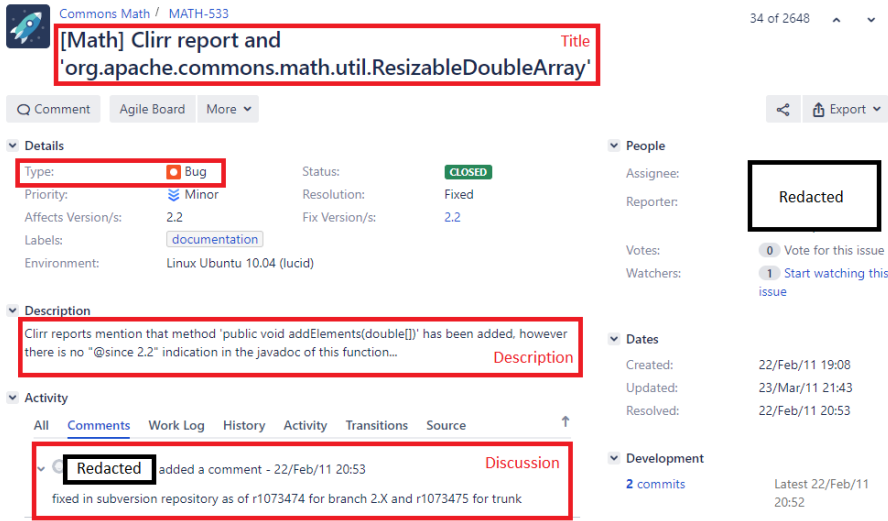 Commons Math / MATH-533
34 of 2648
[Math] Clirr report and
Title
'org.apache.commons.math.util.ResizableDoubleArray'
Comment
Agile Board
More
Export
Details
Type:
Bug
Status:
CLOSED
Priority:
Minor
Resolution:
Fixed
Affects Version/s:
2.2
Fix Version/s:
2.2
Labels:
documentation
Environment:
Linux Ubuntu 10.04 (lucid)
People
Assignee:
Reporter:
Redacted
Votes:
0 Vote for this issue
Watchers:
1 Start watching this
issue
Description
Clirr reports mention that method 'public void addElements(double[])' has been added, however
there is no "@since 2.2" indication in the javadoc of this function...
Description
Dates
Created:
22/Feb/11 19:08
Updated:
23/Mar/11 21:43
Resolved:
22/Feb/11 20:53
Activity
All Comments Work Log History Activity Transitions Source
Redacted added a comment - 22/Feb/11 20:53
Discussion
fixed in subversion repository as of r1073474 for branch 2.X and r1073475 for trunk
Development
2 commits
Latest 22/Feb/11
20:52